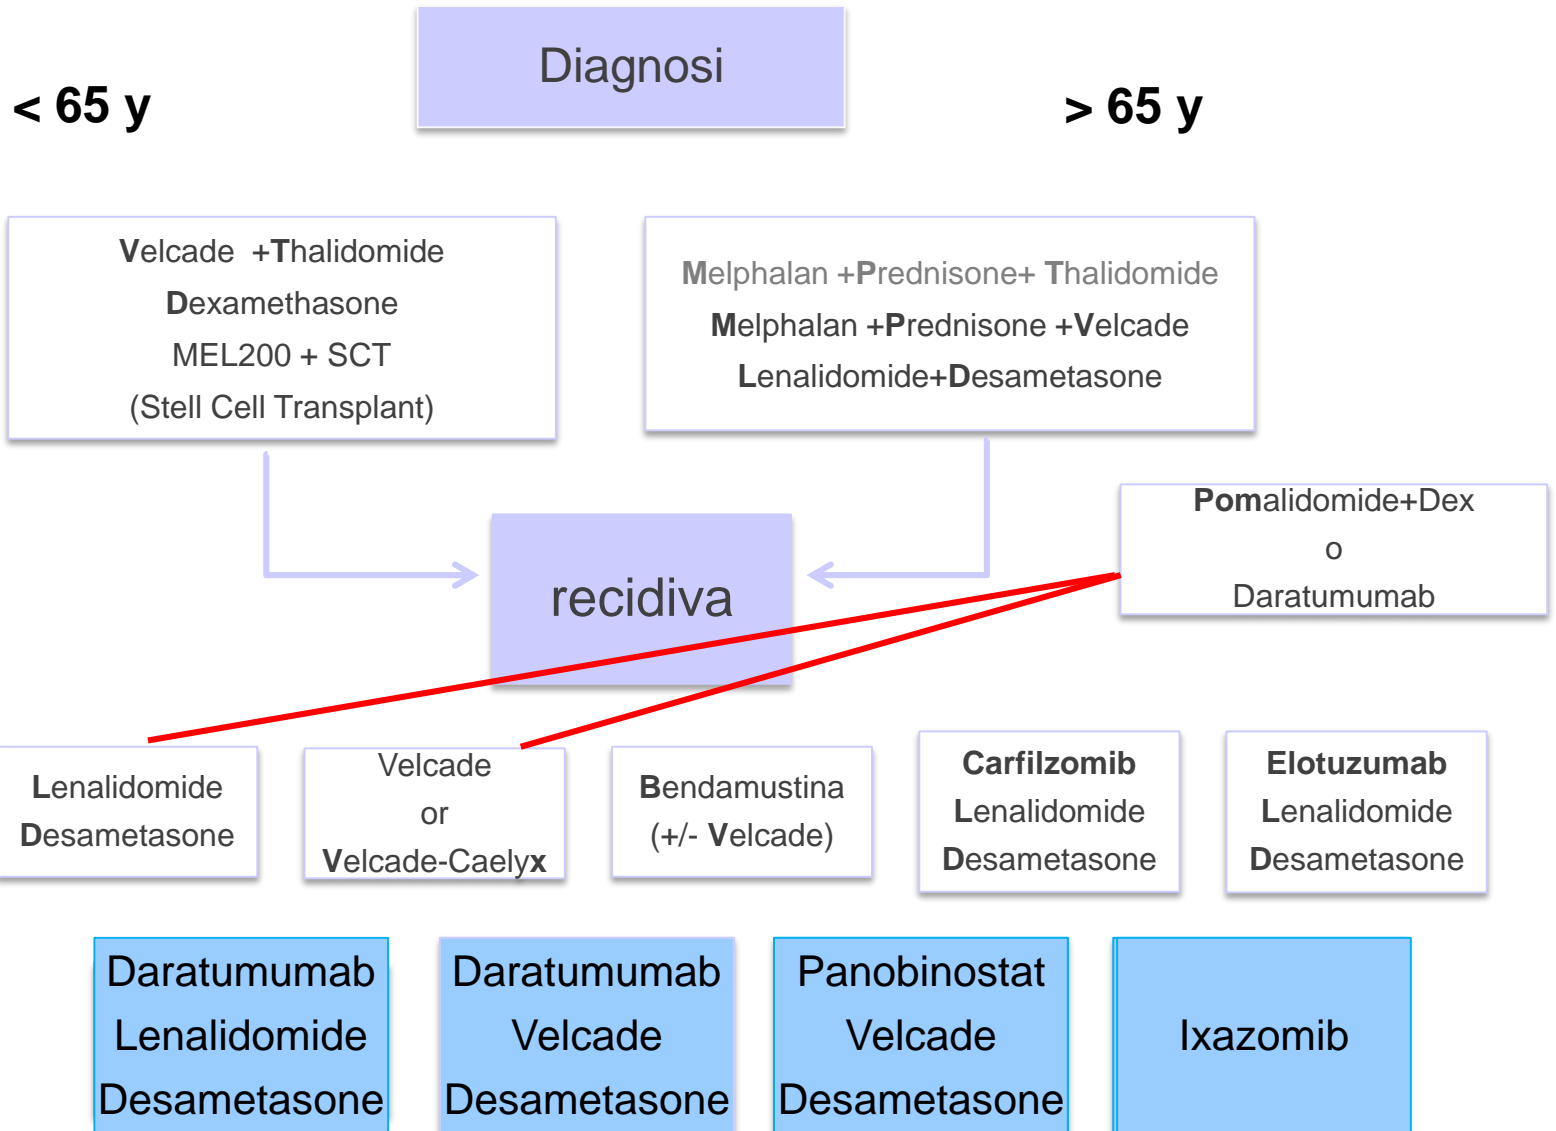 Diagnosi
< 65 y
> 65 y
Velcade +Thalidomide
Dexamethasone
MEL200 + SCT
(Stell Cell Transplant)
Melphalan +Prednisone+ Thalidomide
Melphalan +Prednisone +Velcade
Lenalidomide+Desametasone
Pomalidomide+Dex
o
Daratumumab
recidiva
Lenalidomide
Desametasone
Velcade
or
Velcade-Caelyx
Bendamustina
(+/- Velcade)
Carfilzomib
Lenalidomide
Desametasone
Elotuzumab
Lenalidomide
Desametasone
Daratumumab
Lenalidomide
Desametasone
Daratumumab
Velcade
Desametasone
Panobinostat
Velcade
Desametasone
Ixazomib